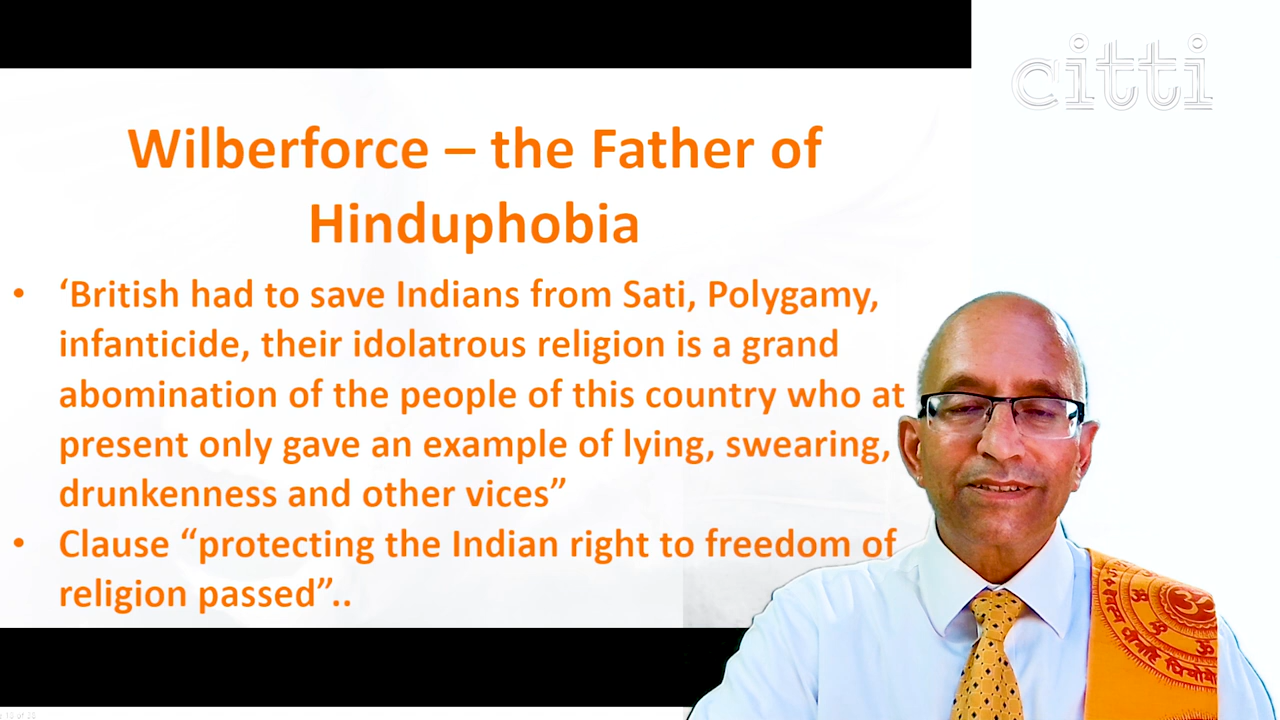 citti
Wilberforce – the Father of
Hinduphobia
• ‘British had to save Indians from Sati, Polygamy,
infanticide, their idolatrous religion is a grand
abomination of the people of this country who at
present only gave an example of lying, swearing,
drunkenness and other vices”
• Clause “protecting the Indian right to freedom of
religion passed”..